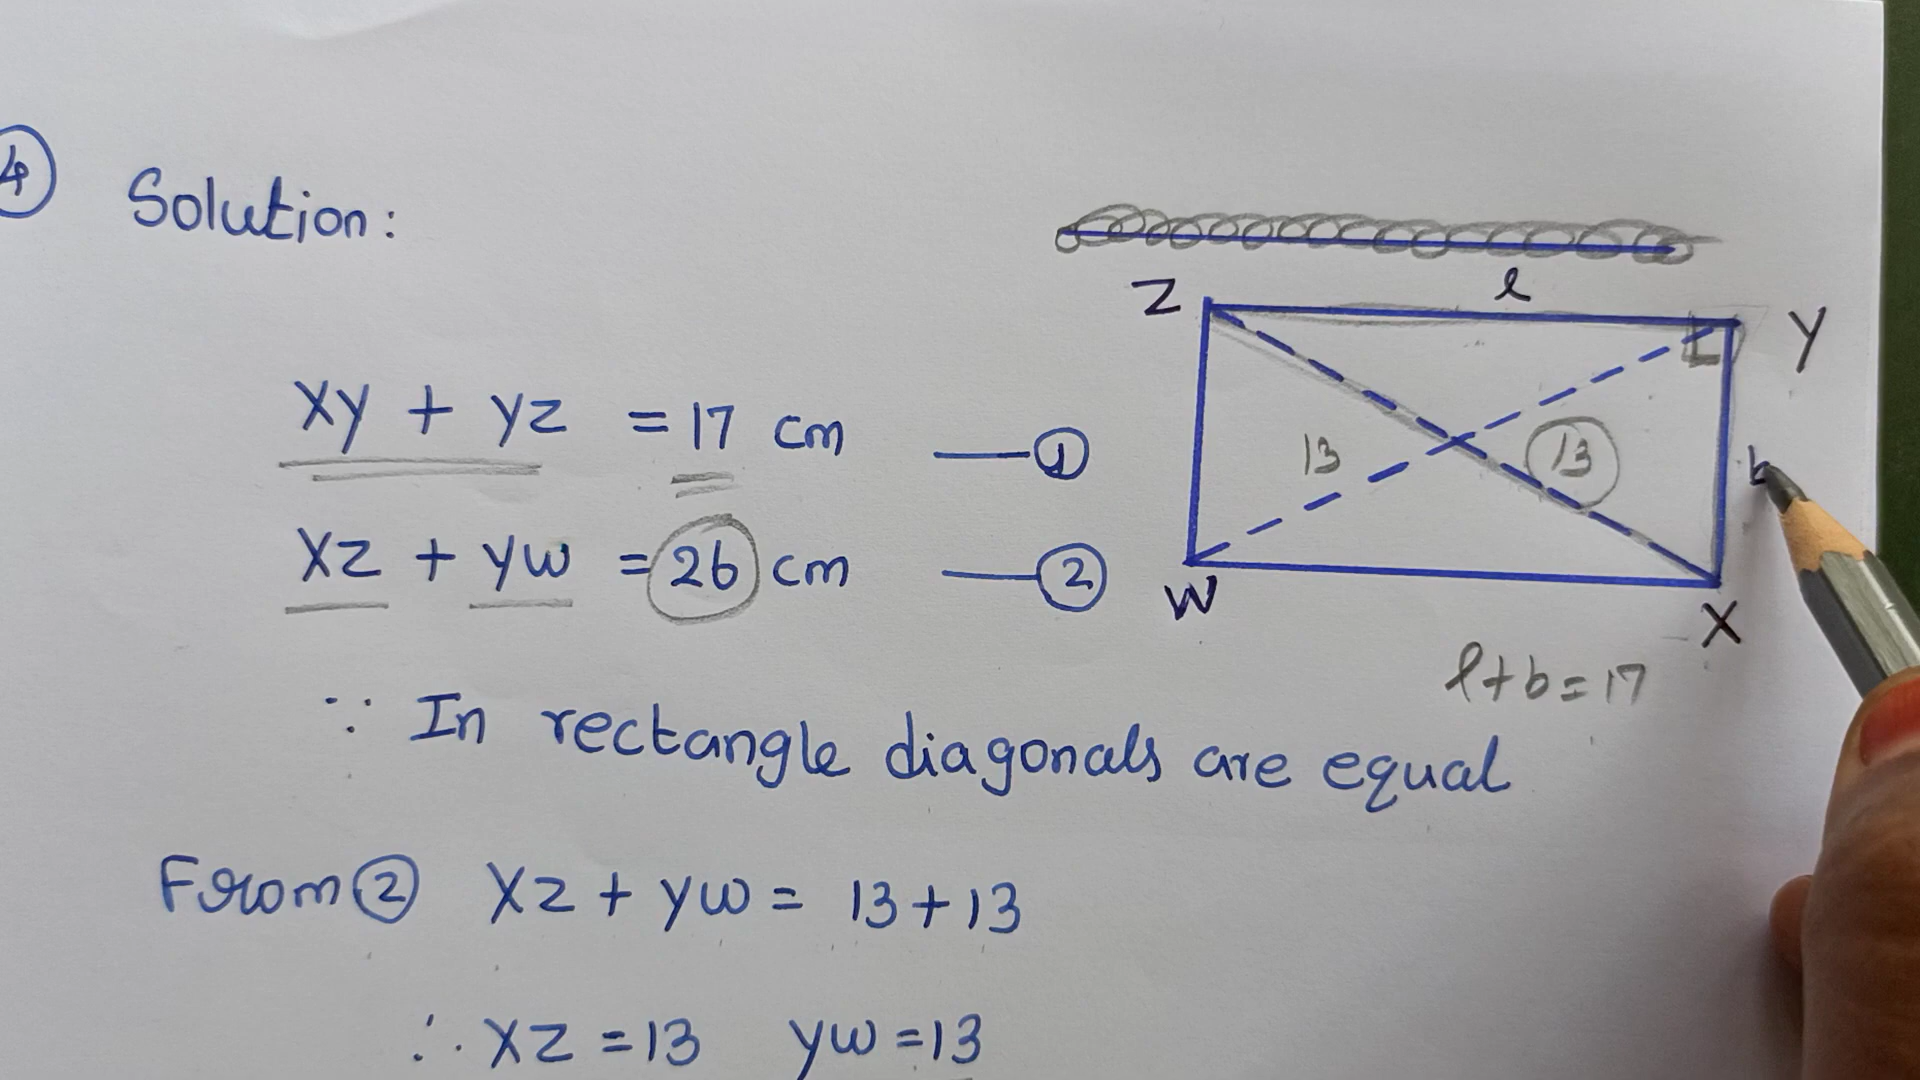 4
Solution:
l
Z
Y
XY + YZ = 17 cm — 1
13
13
b
XZ + YW = 26 cm — 2
W
X
l+b=17
∵ In rectangle diagonals are equal
From 2 XZ + YW = 13+13
∴ XZ = 13 YW = 13